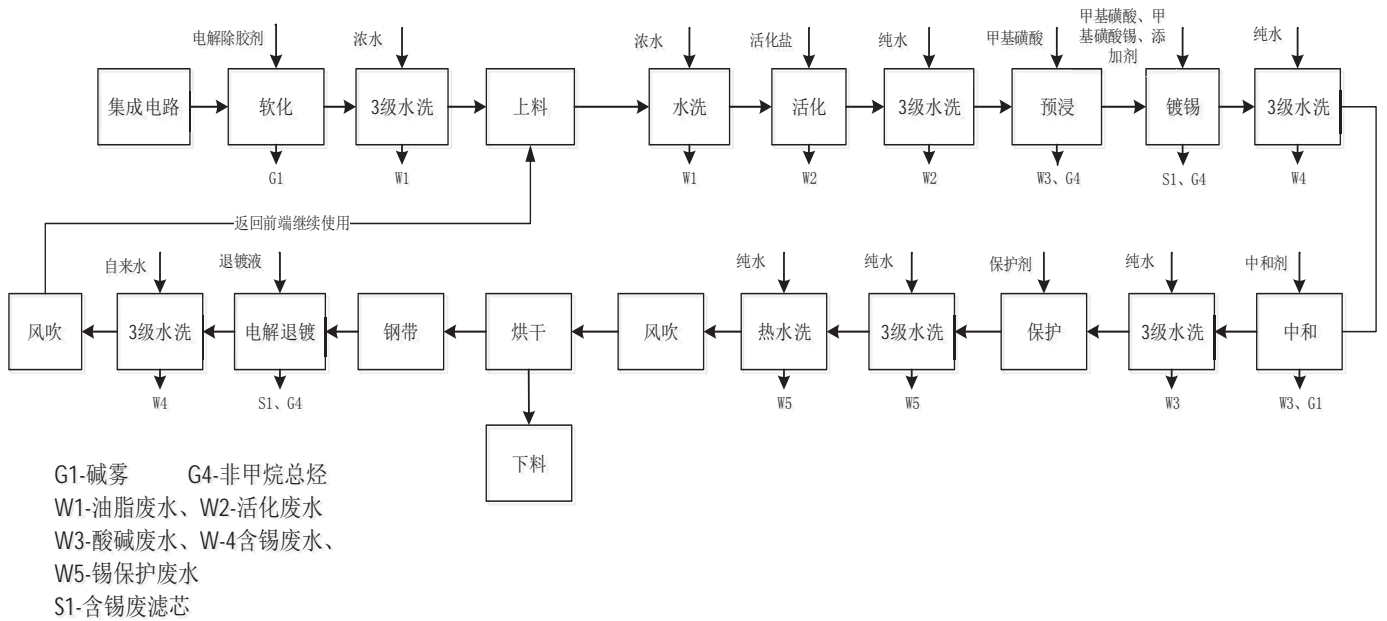 电解除胶剂
浓水
浓水
活化盐
纯水
甲基磺酸
甲基磺酸、甲
基磺酸锡、添
加剂
纯水
集成电路
软化
3级水洗
上料
水洗
活化
3级水洗
预浸
镀锡
3级水洗
G1
W1
W1
W2
W2
W3、G4
S1、G4
W4
返回前端继续使用
自来水
退镀液
纯水
纯水
保护剂
纯水
中和剂
风吹
3级水洗
电解退镀
钢带
烘干
风吹
热水洗
3级水洗
保护
3级水洗
中和
W4
S1、G4
W5
W5
W3
W3、G1
下料
G1-碱雾 G4-非甲烷总烃
W1-油脂废水、W2-活化废水
W3-酸碱废水、W-4含锡废水、
W5-锡保护废水
S1-含锡废滤芯